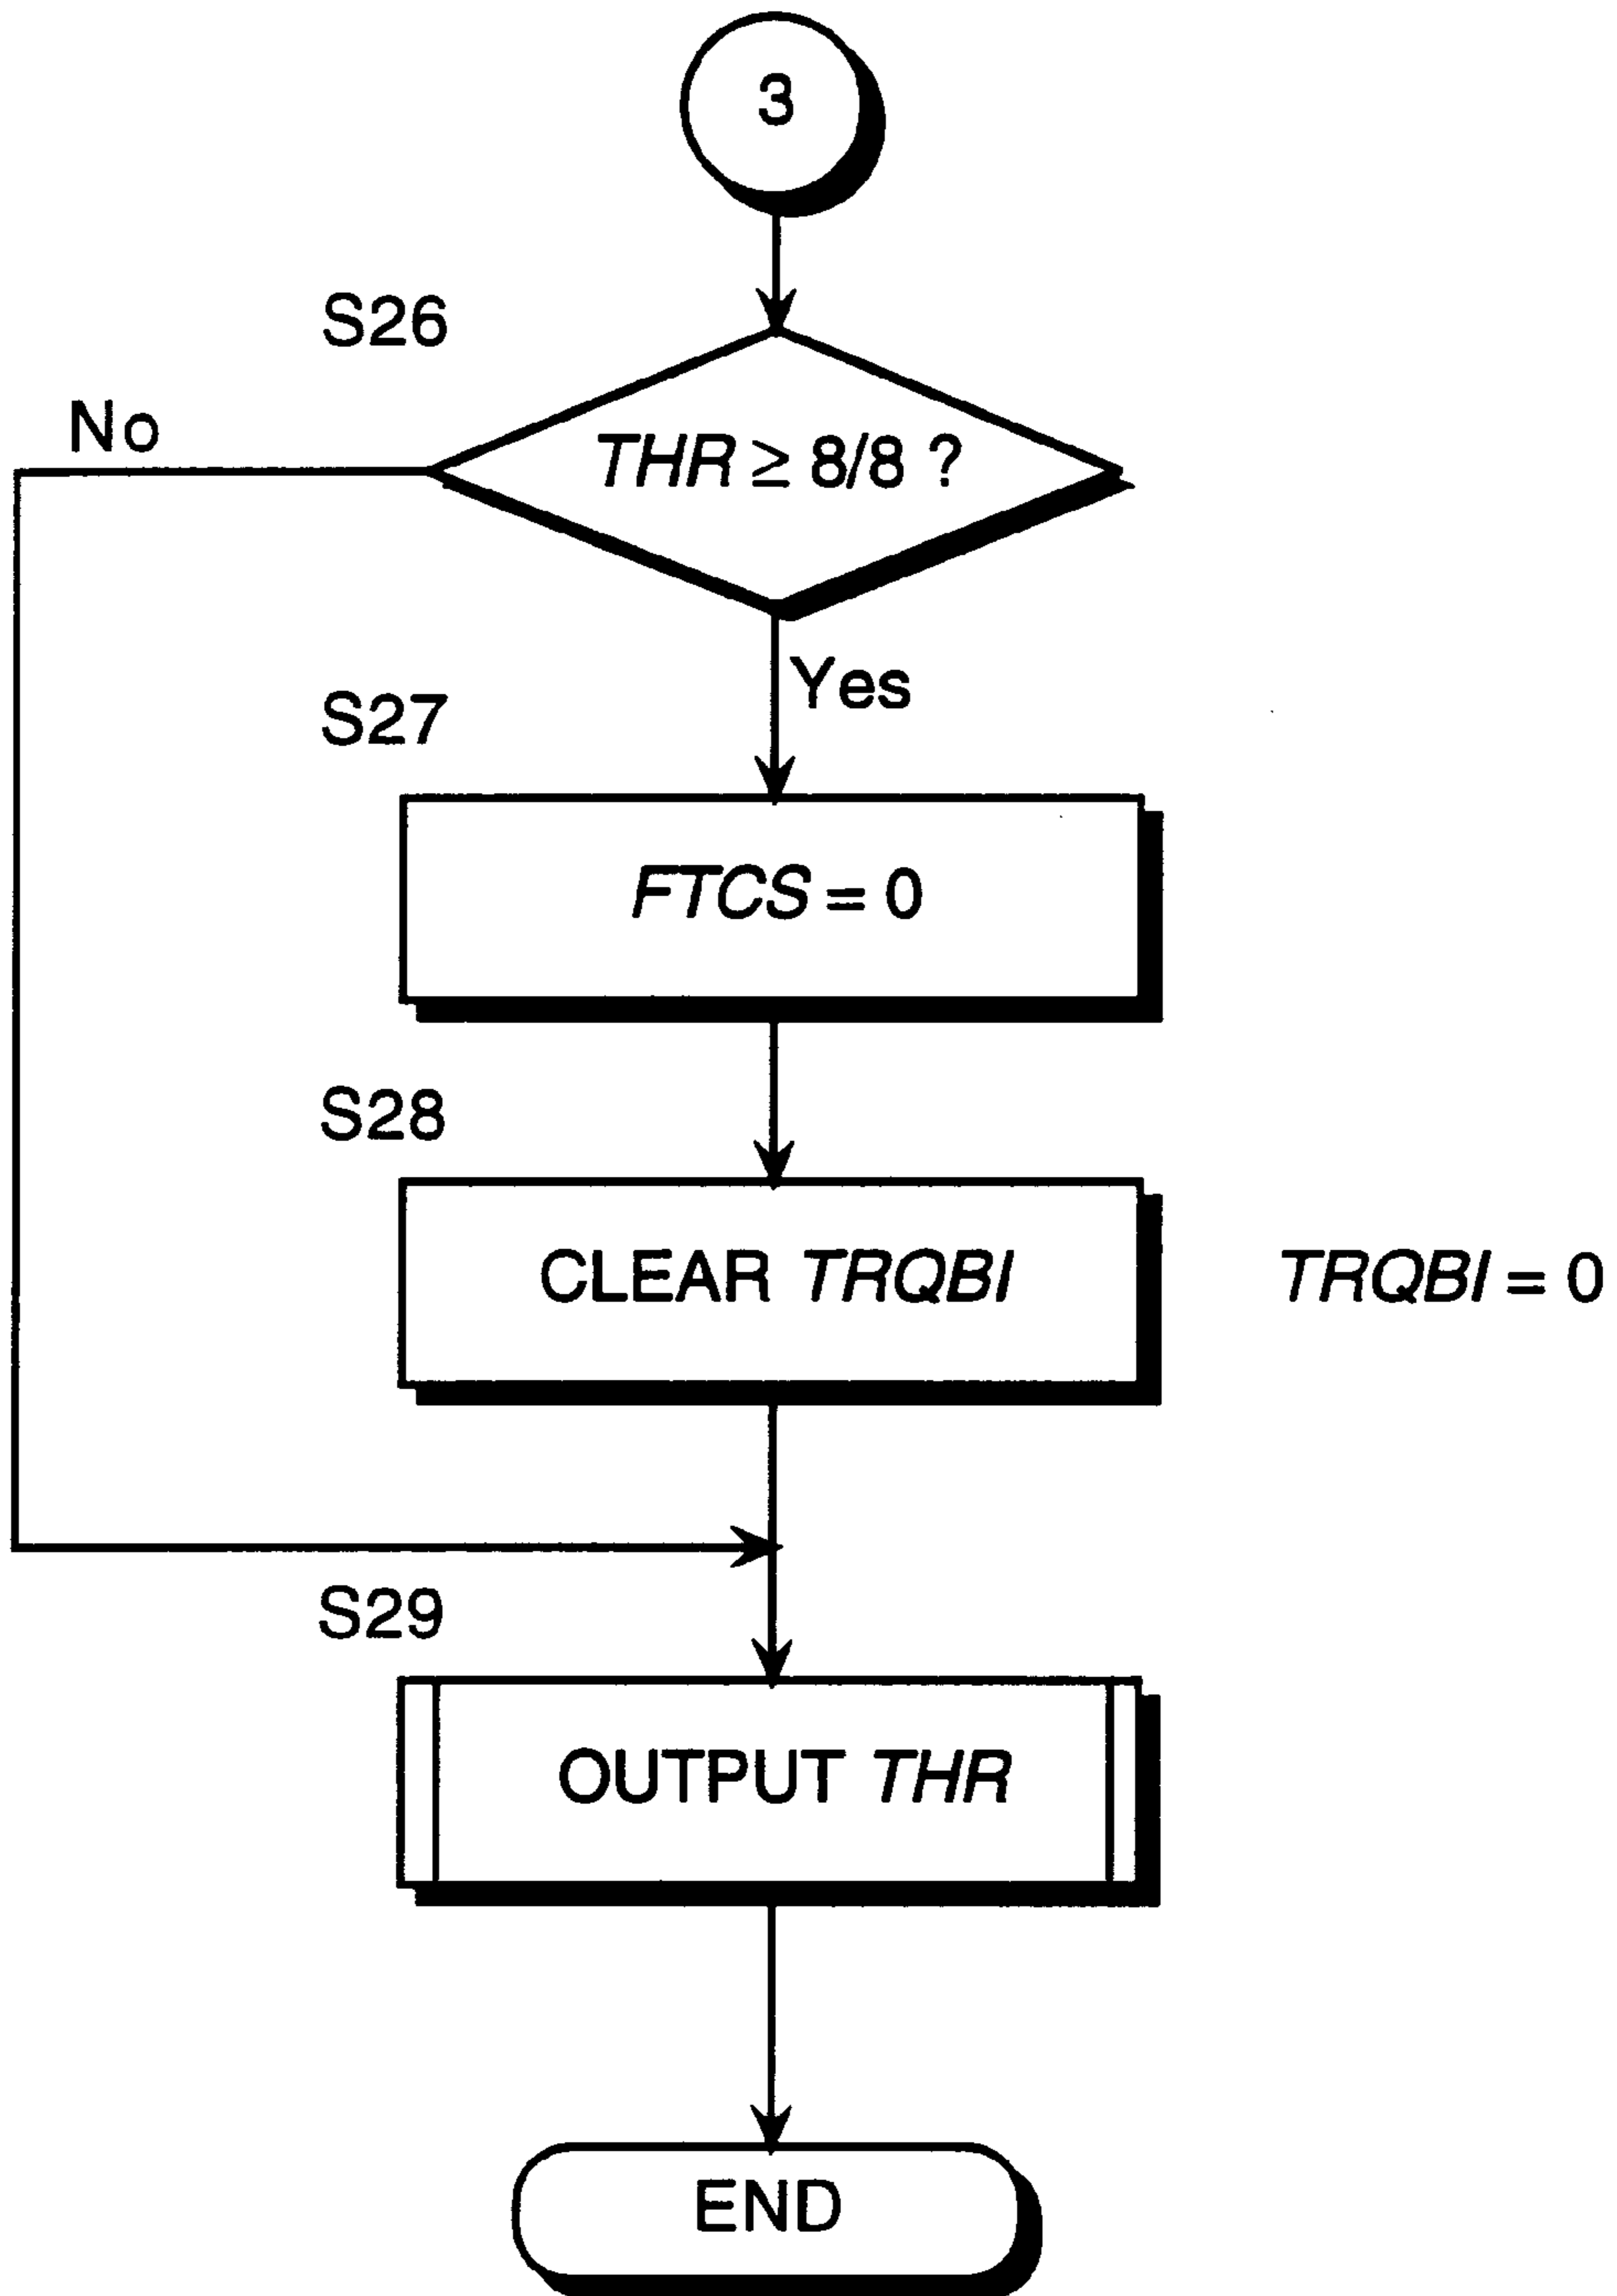 3
S26
No
THR ≥ 8/8 ?
Yes
S27
FTCS = 0
S28
CLEAR TRQBI
TRQBI = 0
S29
OUTPUT THR
END